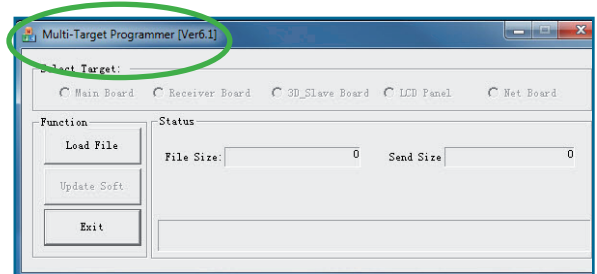 Multi-Target Programmer [Ver6.1]
Select Target:
Main Board Receiver Board 3D_Slave Board LCD Panel Net Board
Function
Status
Load File
File Size: 0 Send Size 0
Update Soft
Exit